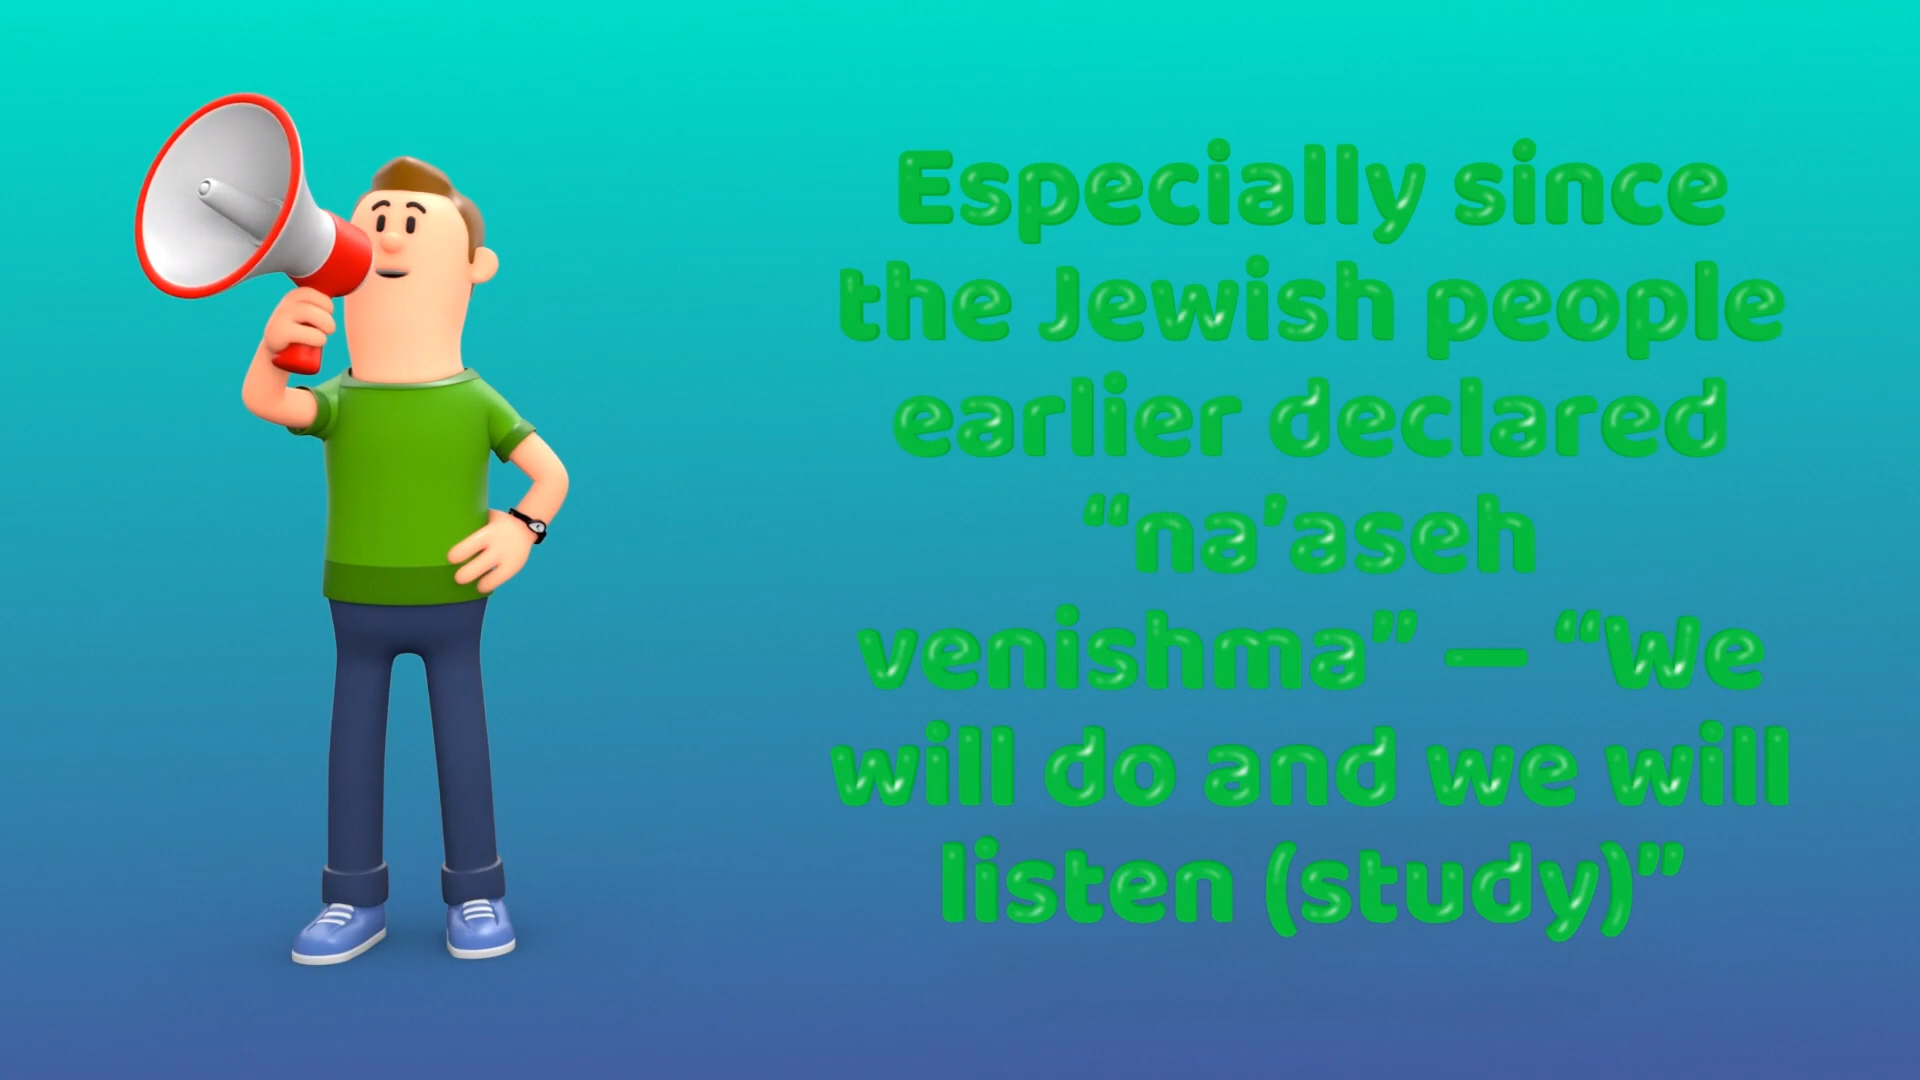 Especially since
the Jewish people
earlier declared
“na’aseh
venishma” — “We
will do and we will
listen (study)”